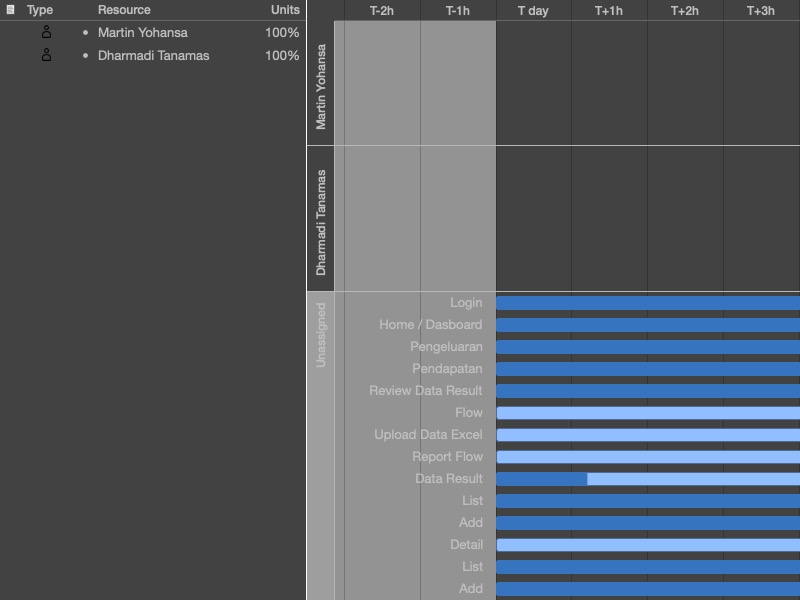 Type Resource Units
Martin Yohansa 100%
Dharmadi Tanamas 100%
T-2h T-1h T day T+1h T+2h T+3h
Martin Yohansa
Dharmadi Tanamas
Unassigned
Login
Home / Dasboard
Pengeluaran
Pendapatan
Review Data Result
Flow
Upload Data Excel
Report Flow
Data Result
List
Add
Detail
List
Add